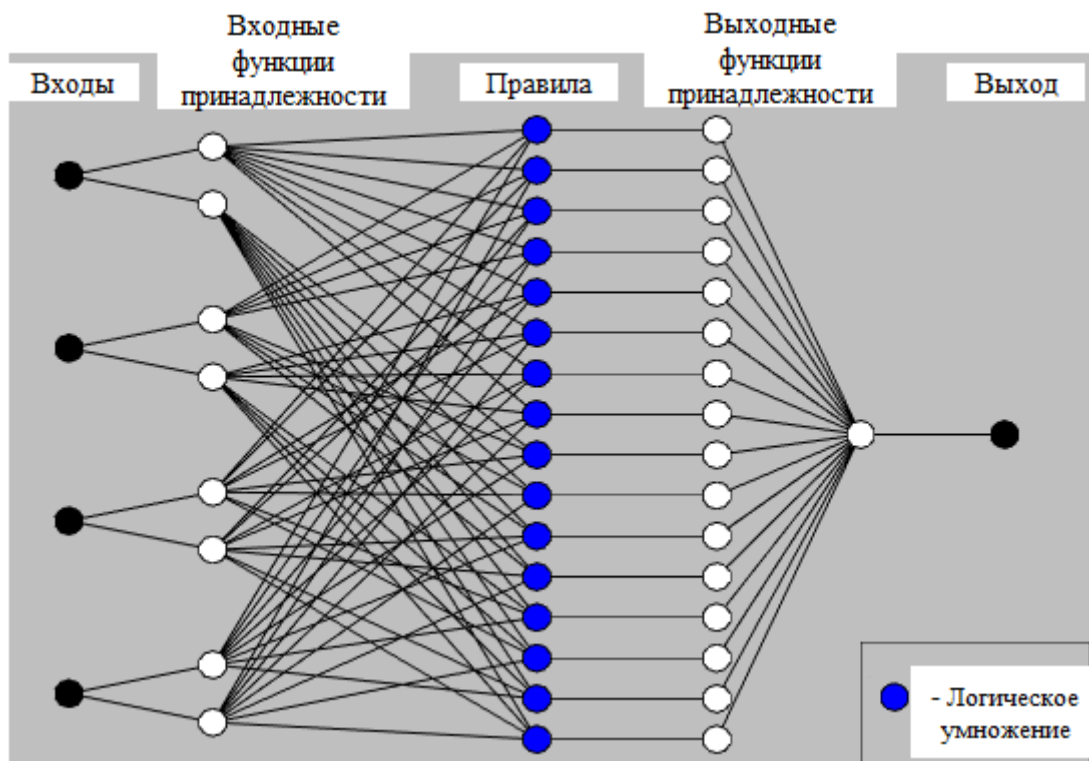 Входы
Входные
функции
принадлежности
Правила
Выходные
функции
принадлежности
Выход
- Логическое
умножение